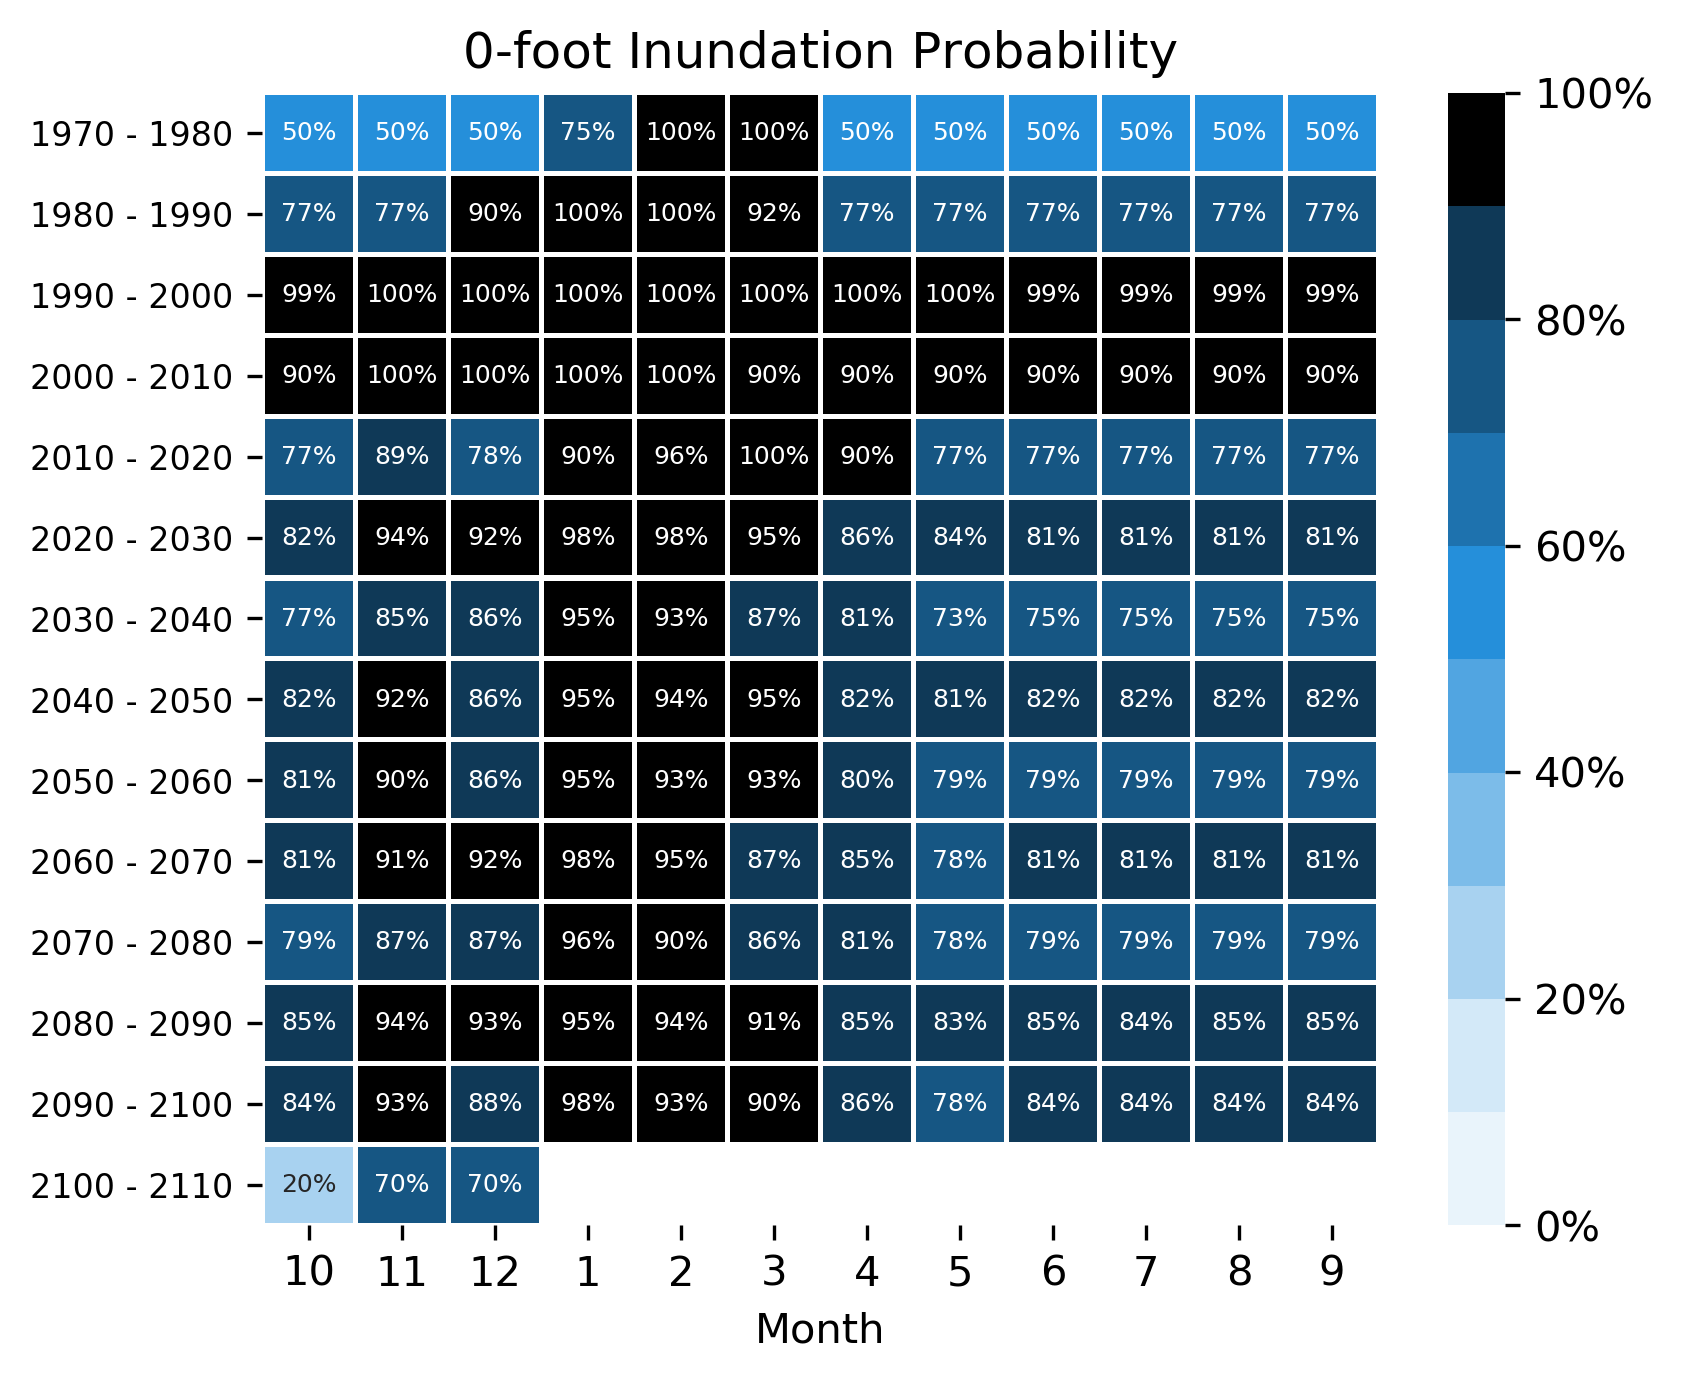 0-foot Inundation Probability
1970 - 1980 50% 50% 50% 75% 100% 100% 50% 50% 50% 50% 50% 50%
1980 - 1990 77% 77% 90% 100% 100% 92% 77% 77% 77% 77% 77% 77%
1990 - 2000 99% 100% 100% 100% 100% 100% 100% 100% 99% 99% 99% 99%
2000 - 2010 90% 100% 100% 100% 100% 90% 90% 90% 90% 90% 90% 90%
2010 - 2020 77% 89% 78% 90% 96% 100% 90% 77% 77% 77% 77% 77%
2020 - 2030 82% 94% 92% 98% 98% 95% 86% 84% 81% 81% 81% 81%
2030 - 2040 77% 85% 86% 95% 93% 87% 81% 73% 75% 75% 75% 75%
2040 - 2050 82% 92% 86% 95% 94% 95% 82% 81% 82% 82% 82% 82%
2050 - 2060 81% 90% 86% 95% 93% 93% 80% 79% 79% 79% 79% 79%
2060 - 2070 81% 91% 92% 98% 95% 87% 85% 78% 81% 81% 81% 81%
2070 - 2080 79% 87% 87% 96% 90% 86% 81% 78% 79% 79% 79% 79%
2080 - 2090 85% 94% 93% 95% 94% 91% 85% 83% 85% 84% 85% 85%
2090 - 2100 84% 93% 88% 98% 93% 90% 86% 78% 84% 84% 84% 84%
2100 - 2110 20% 70% 70%
10 11 12 1 2 3 4 5 6 7 8 9
Month
100%
80%
60%
40%
20%
0%